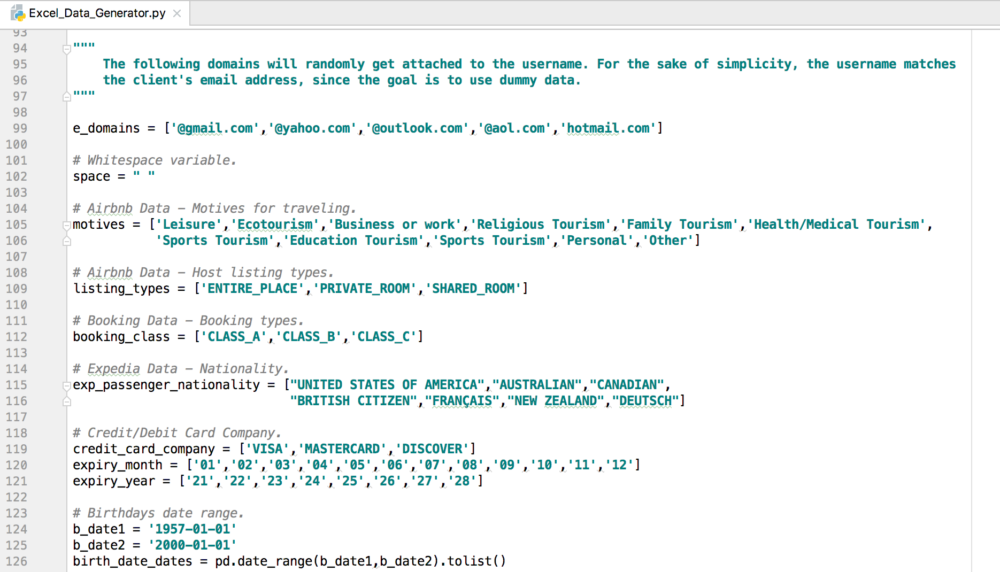 Excel_Data_Generator.py
93
94 """
95 The following domains will randomly get attached to the username. For the sake of simplicity, the username matches
96 the client's email address, since the goal is to use dummy data.
97 """
98
99 e_domains = ['@gmail.com','@yahoo.com','@outlook.com','@aol.com','hotmail.com']
100
101 # Whitespace variable.
102 space = " "
103
104 # Airbnb Data – Motives for traveling.
105 motives = ['Leisure','Ecotourism','Business or work','Religious Tourism','Family Tourism','Health/Medical Tourism',
106 'Sports Tourism','Education Tourism','Sports Tourism','Personal','Other']
107
108 # Airbnb Data – Host listing types.
109 listing_types = ['ENTIRE_PLACE','PRIVATE_ROOM','SHARED_ROOM']
110
111 # Booking Data – Booking types.
112 booking_class = ['CLASS_A','CLASS_B','CLASS_C']
113
114 # Expedia Data – Nationality.
115 exp_passenger_nationality = ["UNITED STATES OF AMERICA","AUSTRALIAN","CANADIAN",
116 "BRITISH CITIZEN","FRANÇAIS","NEW ZEALAND","DEUTSCH"]
117
118 # Credit/Debit Card Company.
119 credit_card_company = ['VISA','MASTERCARD','DISCOVER']
120 expiry_month = ['01','02','03','04','05','06','07','08','09','10','11','12']
121 expiry_year = ['21','22','23','24','25','26','27','28']
122
123 # Birthdays date range.
124 b_date1 = '1957-01-01'
125 b_date2 = '2000-01-01'
126 birth_date_dates = pd.date_range(b_date1,b_date2).tolist()